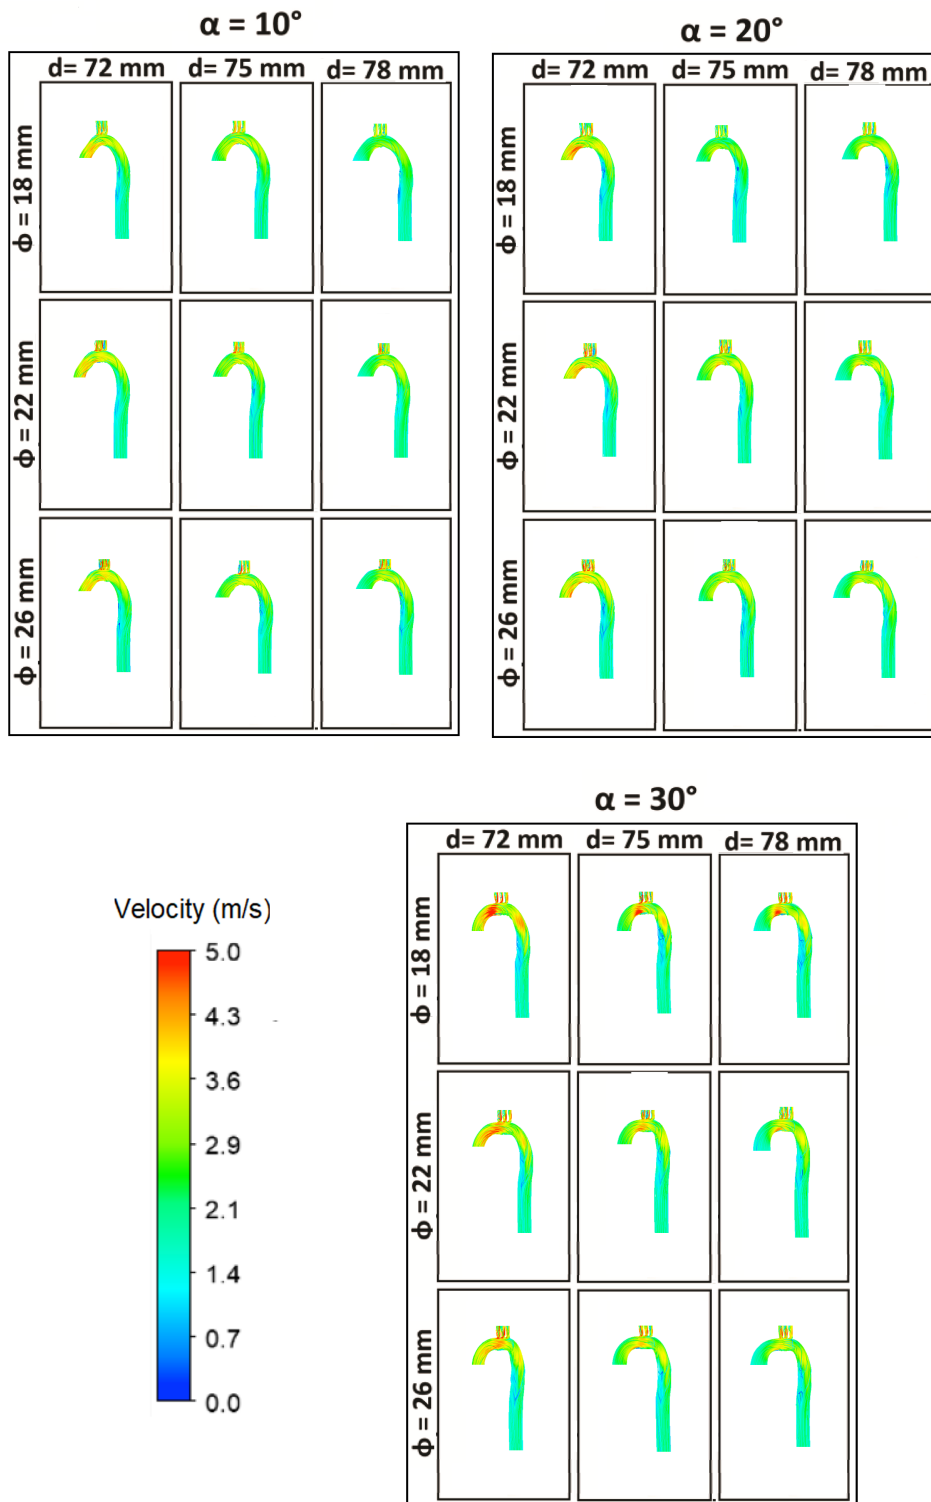 α = 10°
d= 72 mm d= 75 mm d= 78 mm
ϕ = 18 mm
ϕ = 22 mm
ϕ = 26 mm
α = 20°
d= 72 mm d= 75 mm d= 78 mm
ϕ = 18 mm
ϕ = 22 mm
ϕ = 26 mm
α = 30°
d= 72 mm d= 75 mm d= 78 mm
ϕ = 18 mm
ϕ = 22 mm
ϕ = 26 mm
Velocity (m/s)
5.0
4.3
3.6
2.9
2.1
1.4
0.7
0.0